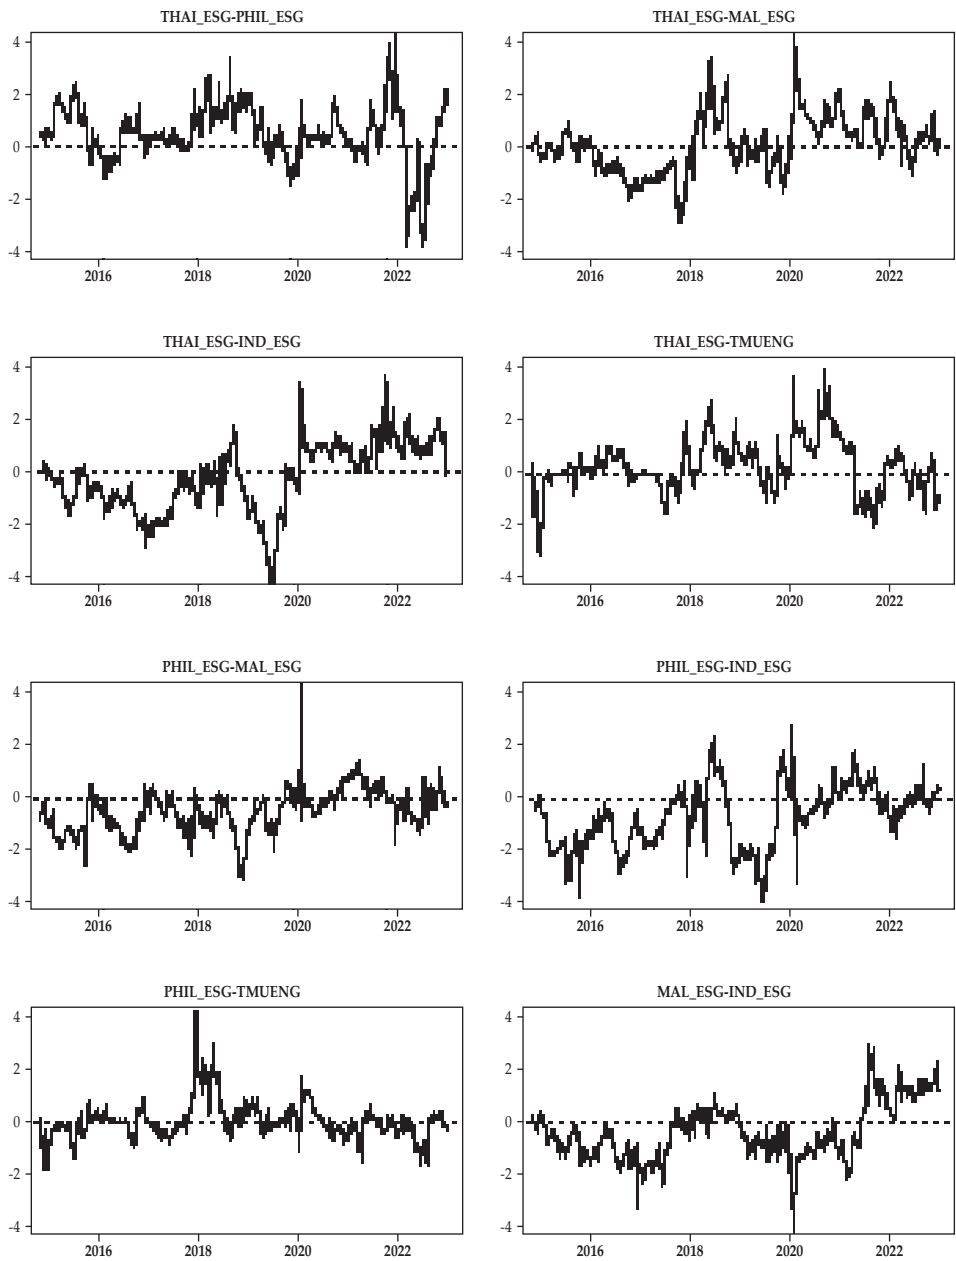 THAI_ESG-PHIL_ESG
4
2
0
-2
-4
2016 2018 2020 2022
THAI_ESG-MAL_ESG
4
2
0
-2
-4
2016 2018 2020 2022
THAI_ESG-IND_ESG
4
2
0
-2
-4
2016 2018 2020 2022
THAI_ESG-TMUENG
4
2
0
-2
-4
2016 2018 2020 2022
PHIL_ESG-MAL_ESG
4
2
0
-2
-4
2016 2018 2020 2022
PHIL_ESG-IND_ESG
4
2
0
-2
-4
2016 2018 2020 2022
PHIL_ESG-TMUENG
4
2
0
-2
-4
2016 2018 2020 2022
MAL_ESG-IND_ESG
4
2
0
-2
-4
2016 2018 2020 2022